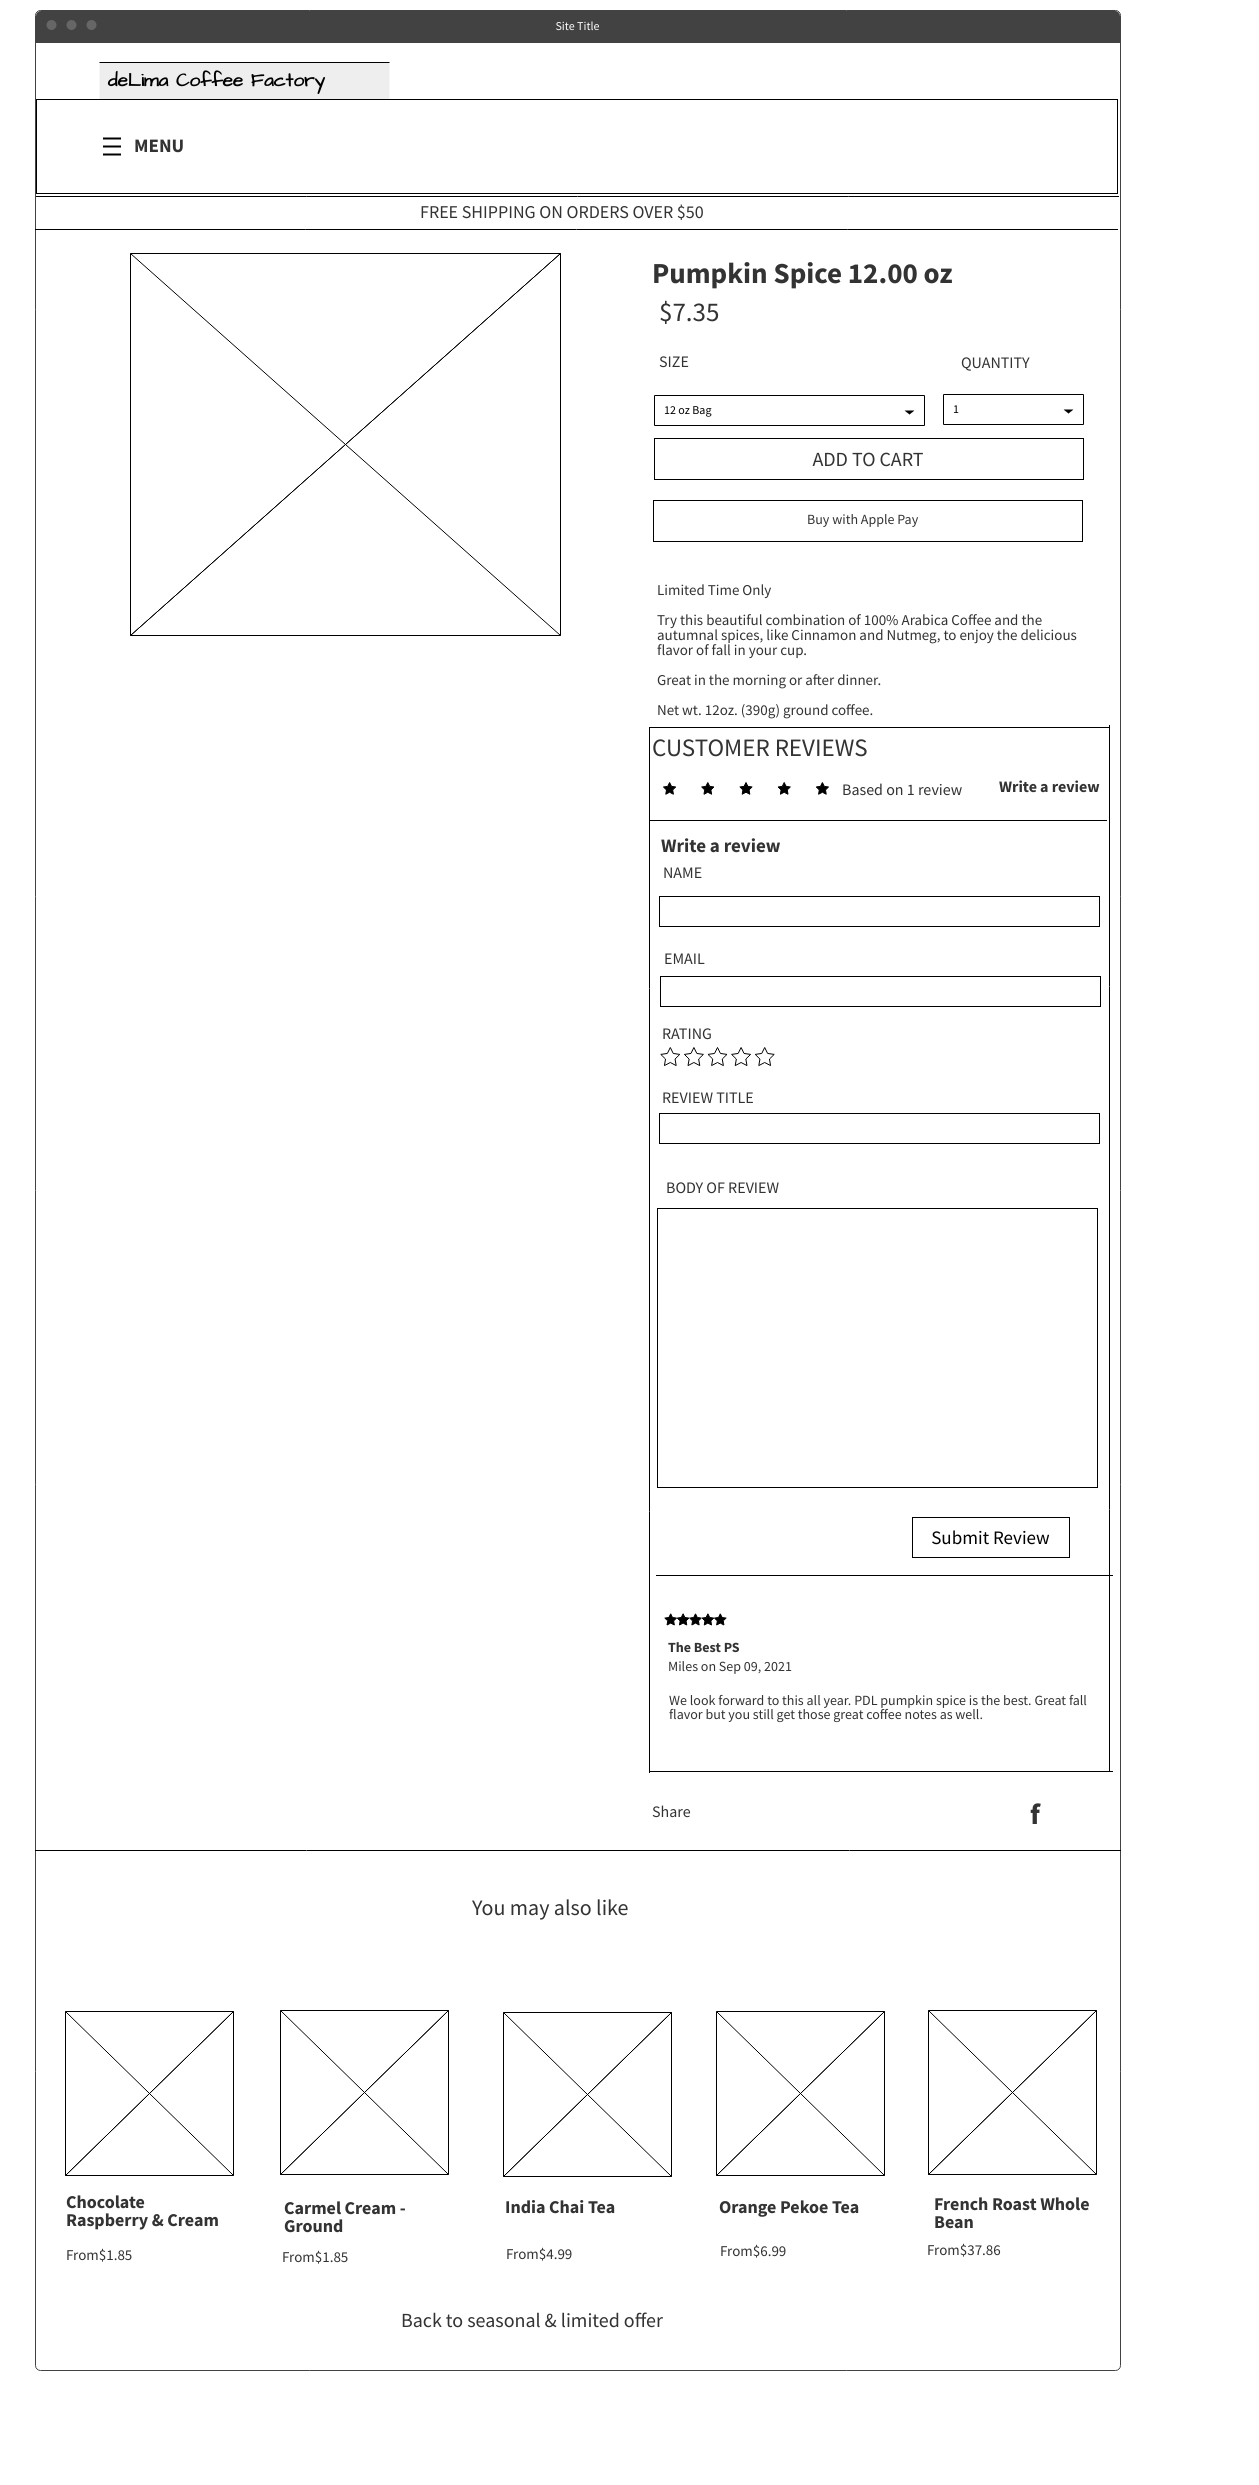 Site Title
deLima Coffee Factory
MENU
FREE SHIPPING ON ORDERS OVER $50
Pumpkin Spice 12.00 oz
$7.35
SIZE
QUANTITY
12 oz Bag
1
ADD TO CART
Buy with Apple Pay
Limited Time Only
Try this beautiful combination of 100% Arabica Coffee and the
autumnal spices, like Cinnamon and Nutmeg, to enjoy the delicious
flavor of fall in your cup.
Great in the morning or after dinner.
Net wt. 12oz. (390g) ground coffee.
CUSTOMER REVIEWS
Based on 1 review
Write a review
Write a review
NAME
EMAIL
RATING
REVIEW TITLE
BODY OF REVIEW
Submit Review
The Best PS
Miles on Sep 09, 2021
We look forward to this all year. PDL pumpkin spice is the best. Great fall
flavor but you still get those great coffee notes as well.
Share
f
You may also like
Chocolate
Raspberry & Cream
From$1.85
Carmel Cream -
Ground
From$1.85
India Chai Tea
From$4.99
Orange Pekoe Tea
From$6.99
French Roast Whole
Bean
From$37.86
Back to seasonal & limited offer